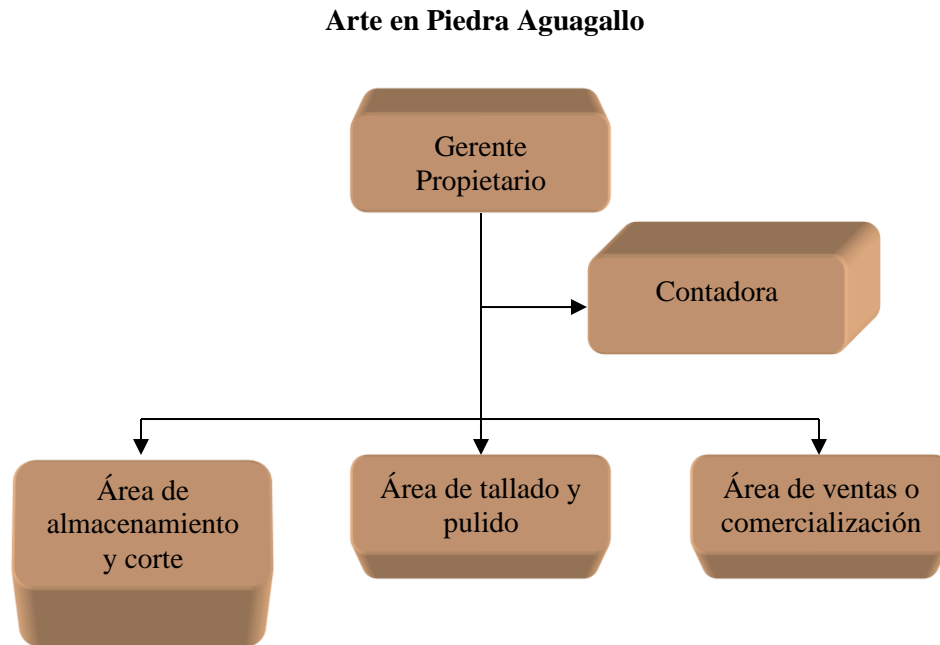 Arte en Piedra Aguagallo
Gerente
Propietario
Contadora
Área de
almacenamiento
y corte
Área de tallado y
pulido
Área de ventas o
comercialización